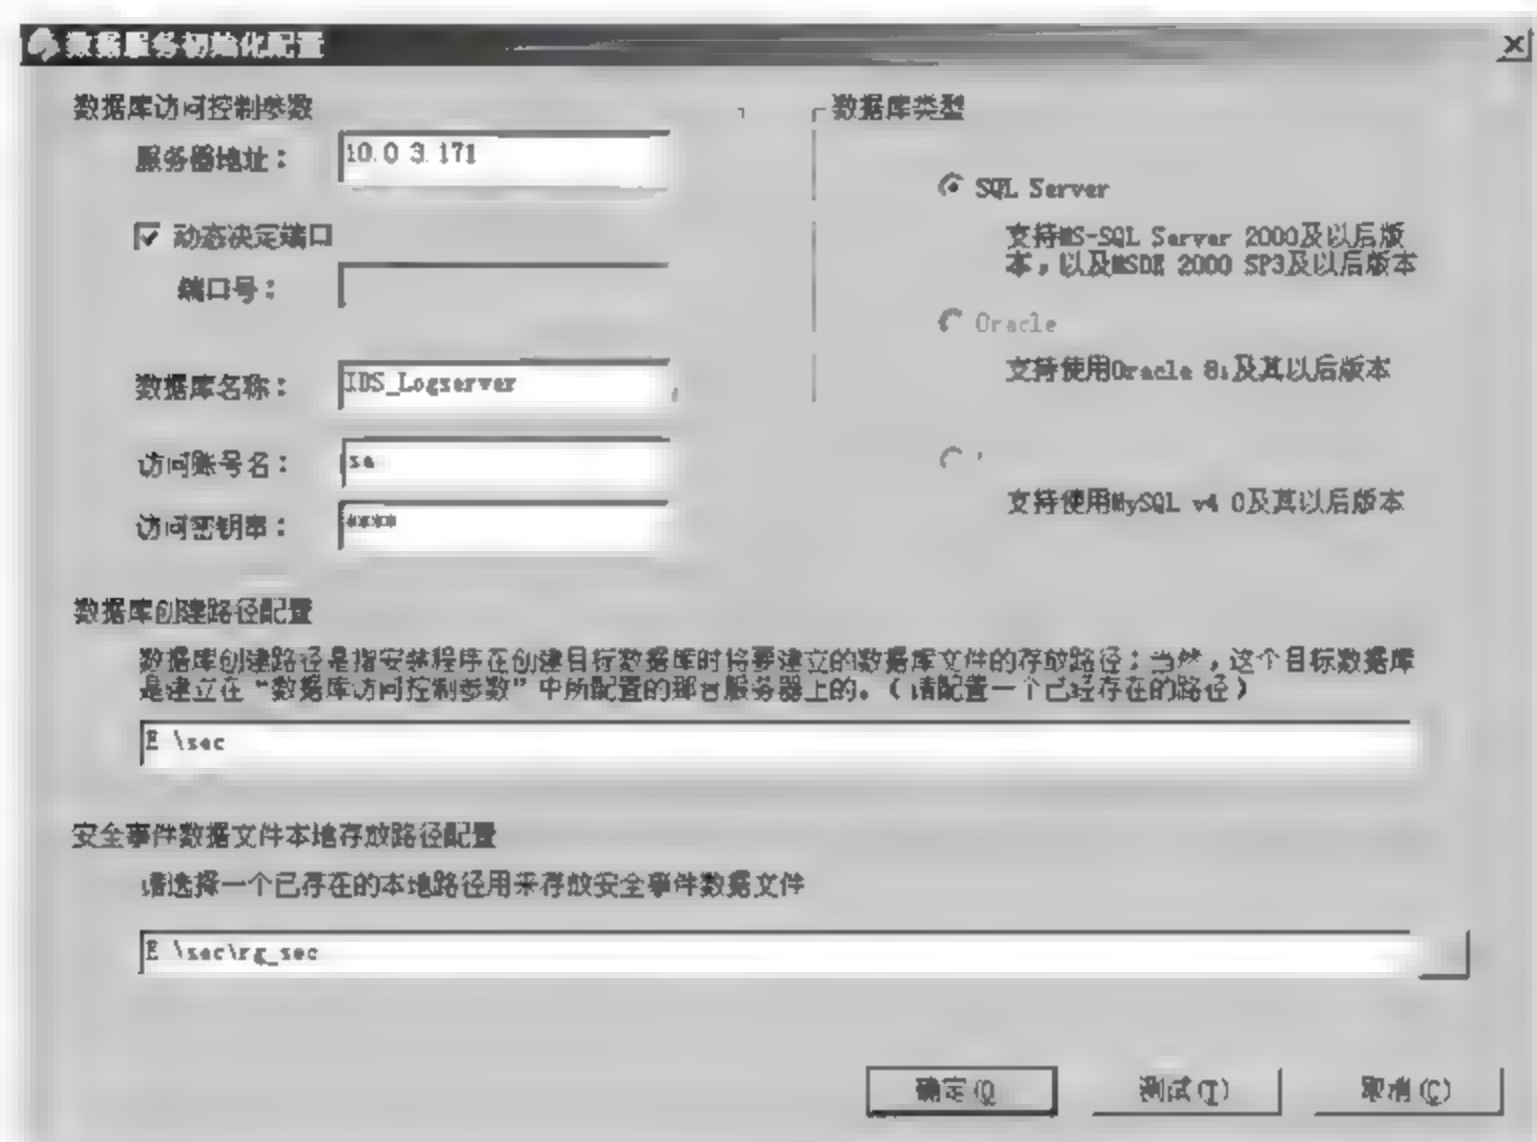 数据服务初始化配置
数据库访问控制参数
服务器地址：
10.0 3.171
动态决定端口
端口号：
数据库名称：
IDS_Logserver
访问账号名：
sa
访问密钥串：
****
数据库类型
SQL Server
支持MS-SQL Server 2000及以后版
本，以及MSDE 2000 SP3及以后版本
Oracle
支持使用Oracle 8i及其以后版本
支持使用MySQL v4 0及其以后版本
数据库创建路径配置
数据库创建路径是指安装程序在创建目标数据库时将要建立的数据库文件的存放路径；当然，这个目标数据库
是建立在“数据库访问控制参数”中所配置的那台服务器上的。（请配置一个已经存在的路径）
E \sec
安全事件数据文件本地存放路径配置
请选择一个已存在的本地路径用来存放安全事件数据文件
E \sec\rg_sec
确定(O
测试(T)
取消(C)